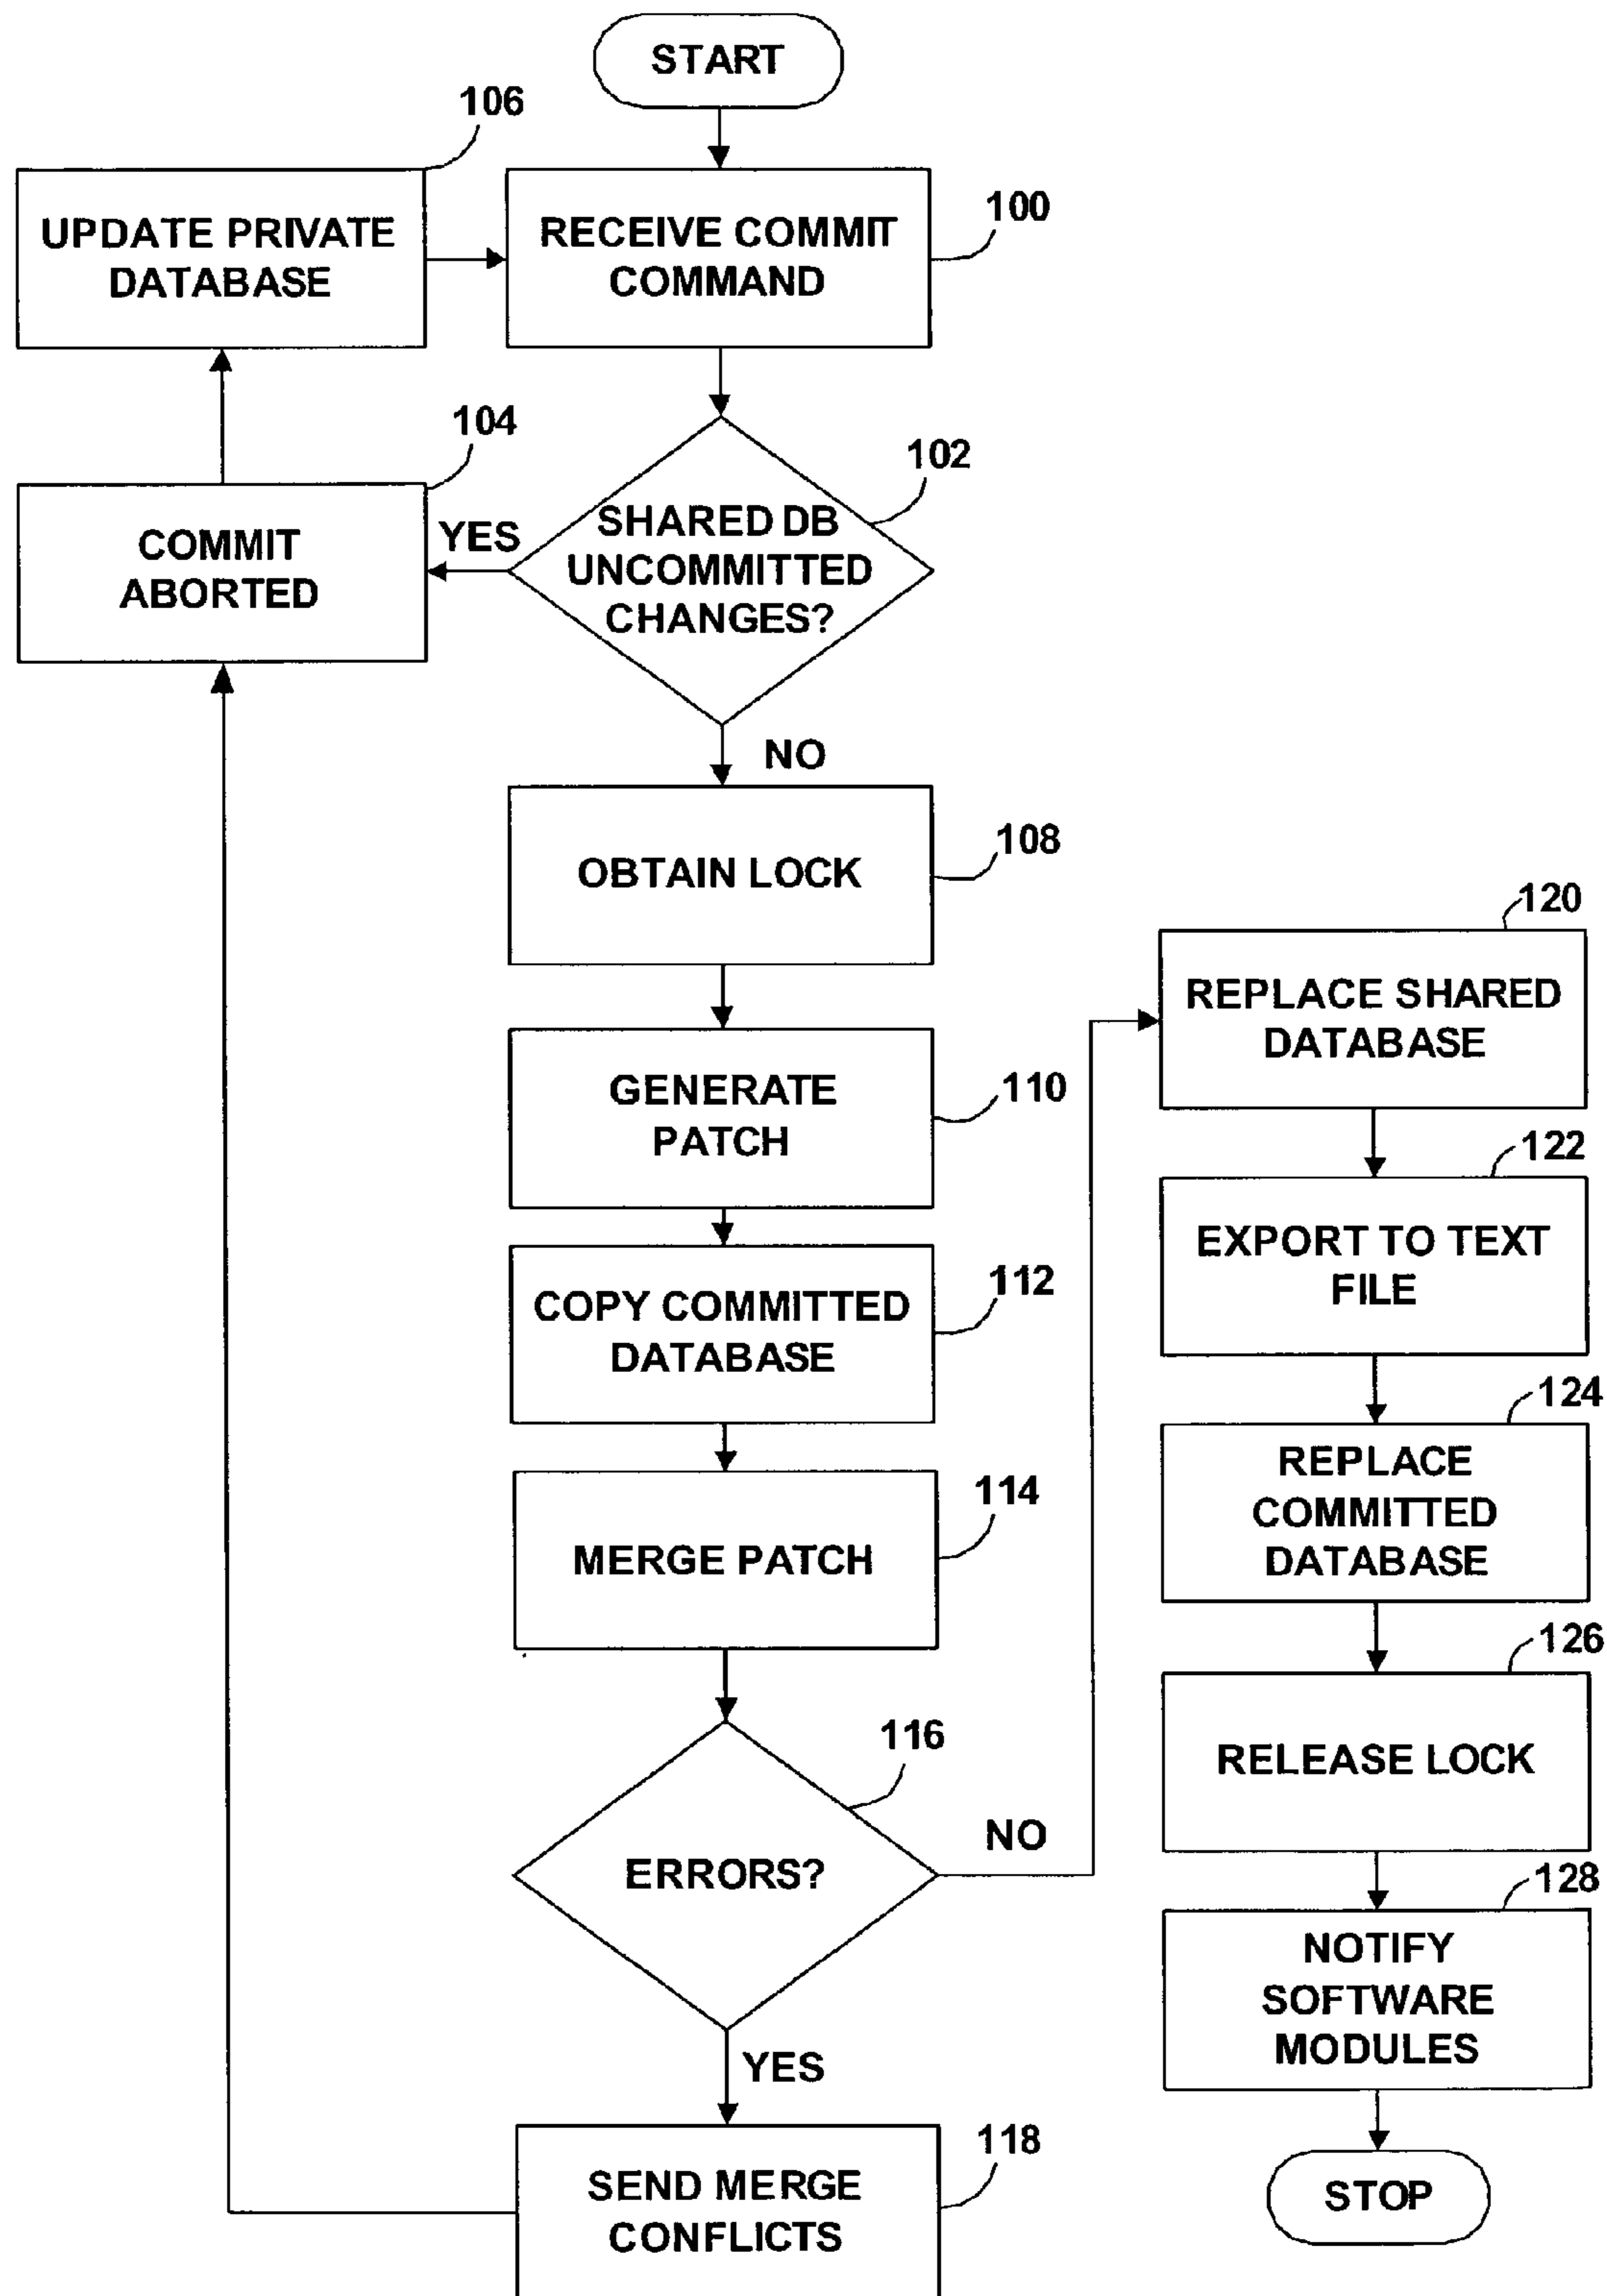 START
106
UPDATE PRIVATE
DATABASE
RECEIVE COMMIT
COMMAND
100
104
COMMIT
ABORTED
YES
SHARED DB
UNCOMMITTED
CHANGES?
102
NO
OBTAIN LOCK
108
GENERATE
PATCH
110
COPY COMMITTED
DATABASE
112
MERGE PATCH
114
ERRORS?
116
NO
YES
SEND MERGE
CONFLICTS
118
120
REPLACE SHARED
DATABASE
122
EXPORT TO TEXT
FILE
124
REPLACE
COMMITTED
DATABASE
126
RELEASE LOCK
128
NOTIFY
SOFTWARE
MODULES
STOP